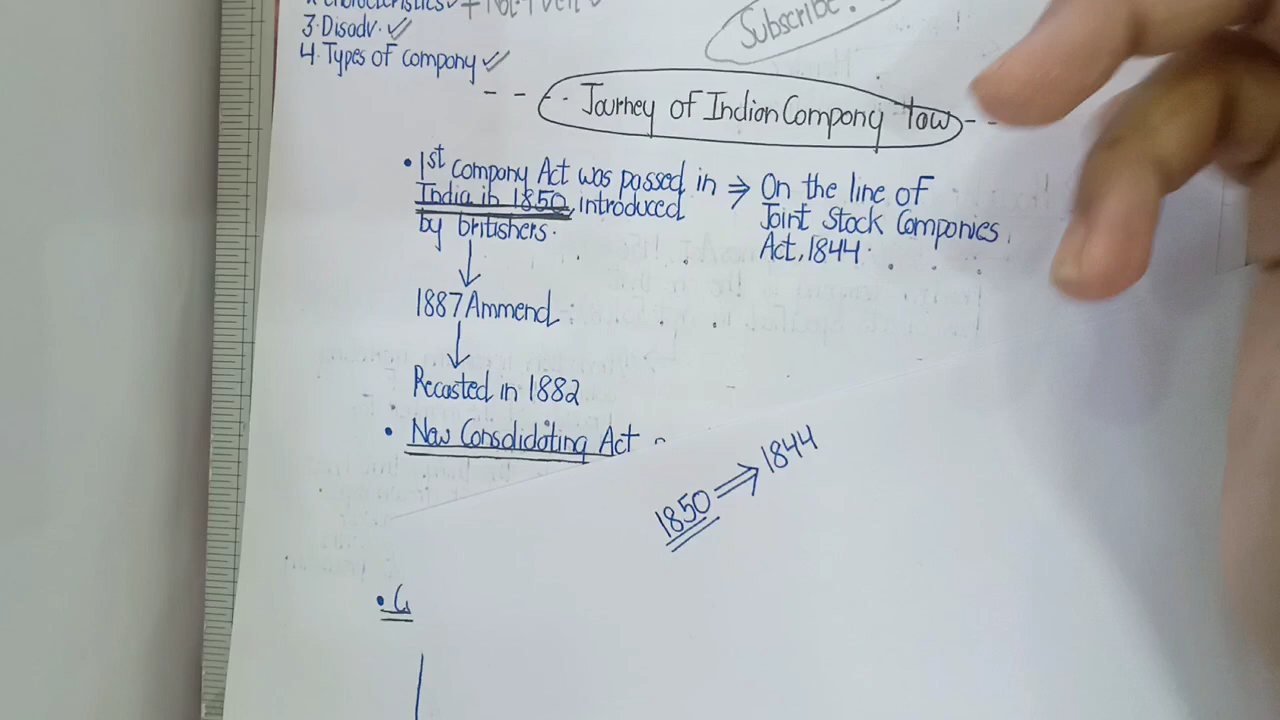 3. Disadv.
4. Types of company
Subscribe.
Journey of Indian Company law
• 1st company Act was passed in ⇒ On the line of
India in 1850, introduced Joint Stock Companies
by britishers. Act, 1844.
1887 Ammend
Recasted in 1882
• New Consolidating Act
1850 ⇒ 1844